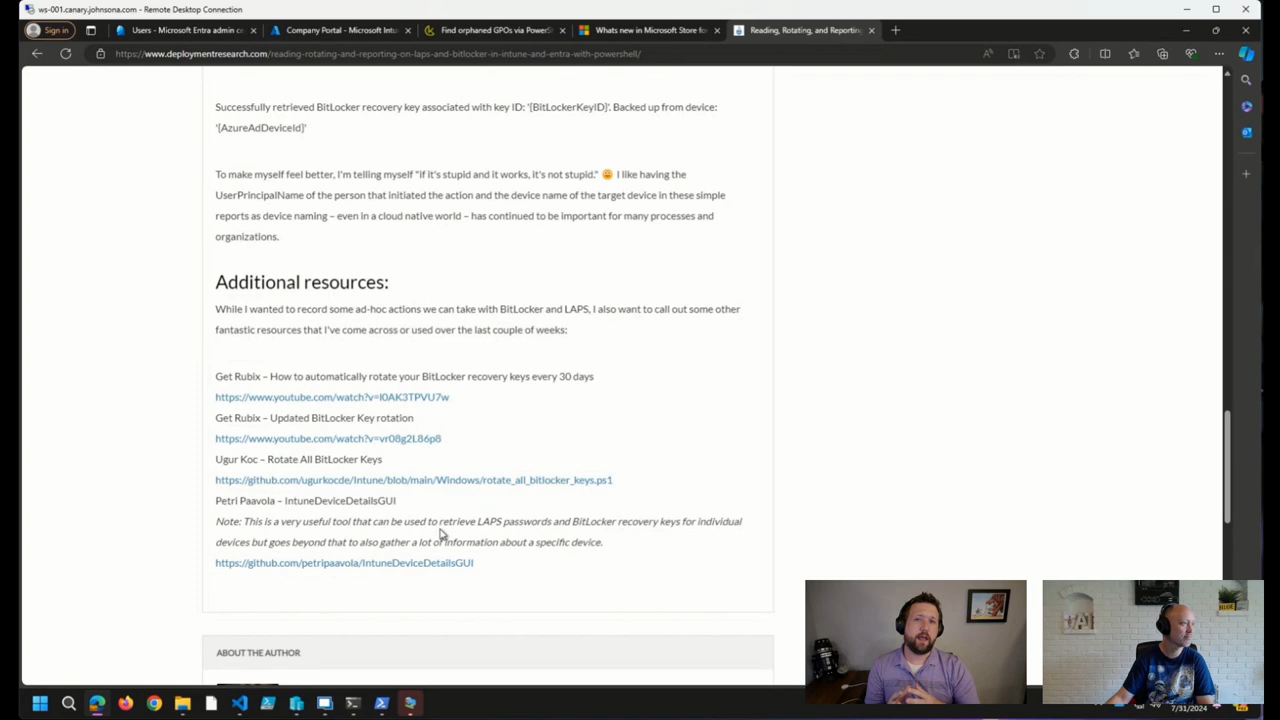 ws-001.canary.johnsona.com - Remote Desktop Connection
Sign in
Users - Microsoft Entra admin ce
Company Portal - Microsoft Intu
Find orphaned GPOs via PowerSh
Whats new in Microsoft Store for
Reading, Rotating, and Reporting
https://www.deploymentresearch.com/reading-rotating-and-reporting-on-laps-and-bitlocker-in-intune-and-entra-with-powershell/
Successfully retrieved BitLocker recovery key associated with key ID: '{BitLockerKeyID}'. Backed up from device:
'{AzureAdDeviceId}'
To make myself feel better, I'm telling myself "if it's stupid and it works, it's not stupid." 😩 I like having the
UserPrincipalName of the person that initiated the action and the device name of the target device in these simple
reports as device naming – even in a cloud native world – has continued to be important for many processes and
organizations.
Additional resources:
While I wanted to record some ad-hoc actions we can take with BitLocker and LAPS, I also want to call out some other
fantastic resources that I've come across or used over the last couple of weeks:
Get Rubix – How to automatically rotate your BitLocker recovery keys every 30 days
https://www.youtube.com/watch?v=l0AK3TPVU7w
Get Rubix – Updated BitLocker Key rotation
https://www.youtube.com/watch?v=vr08g2L86p8
Ugur Koc – Rotate All BitLocker Keys
https://github.com/ugurkocde/Intune/blob/main/Windows/rotate_all_bitlocker_keys.ps1
Petri Paavola – IntuneDeviceDetailsGUI
Note: This is a very useful tool that can be used to retrieve LAPS passwords and BitLocker recovery keys for individual
devices but goes beyond that to also gather a lot of information about a specific device.
https://github.com/petripaavola/IntuneDeviceDetailsGUI
ABOUT THE AUTHOR
7/31/2024